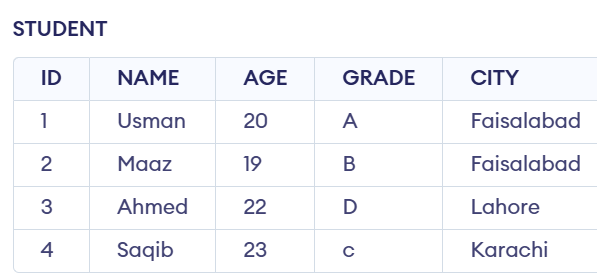 STUDENT
ID NAME AGE GRADE CITY
1 Usman 20 A Faisalabad
2 Maaz 19 B Faisalabad
3 Ahmed 22 D Lahore
4 Saqib 23 c Karachi